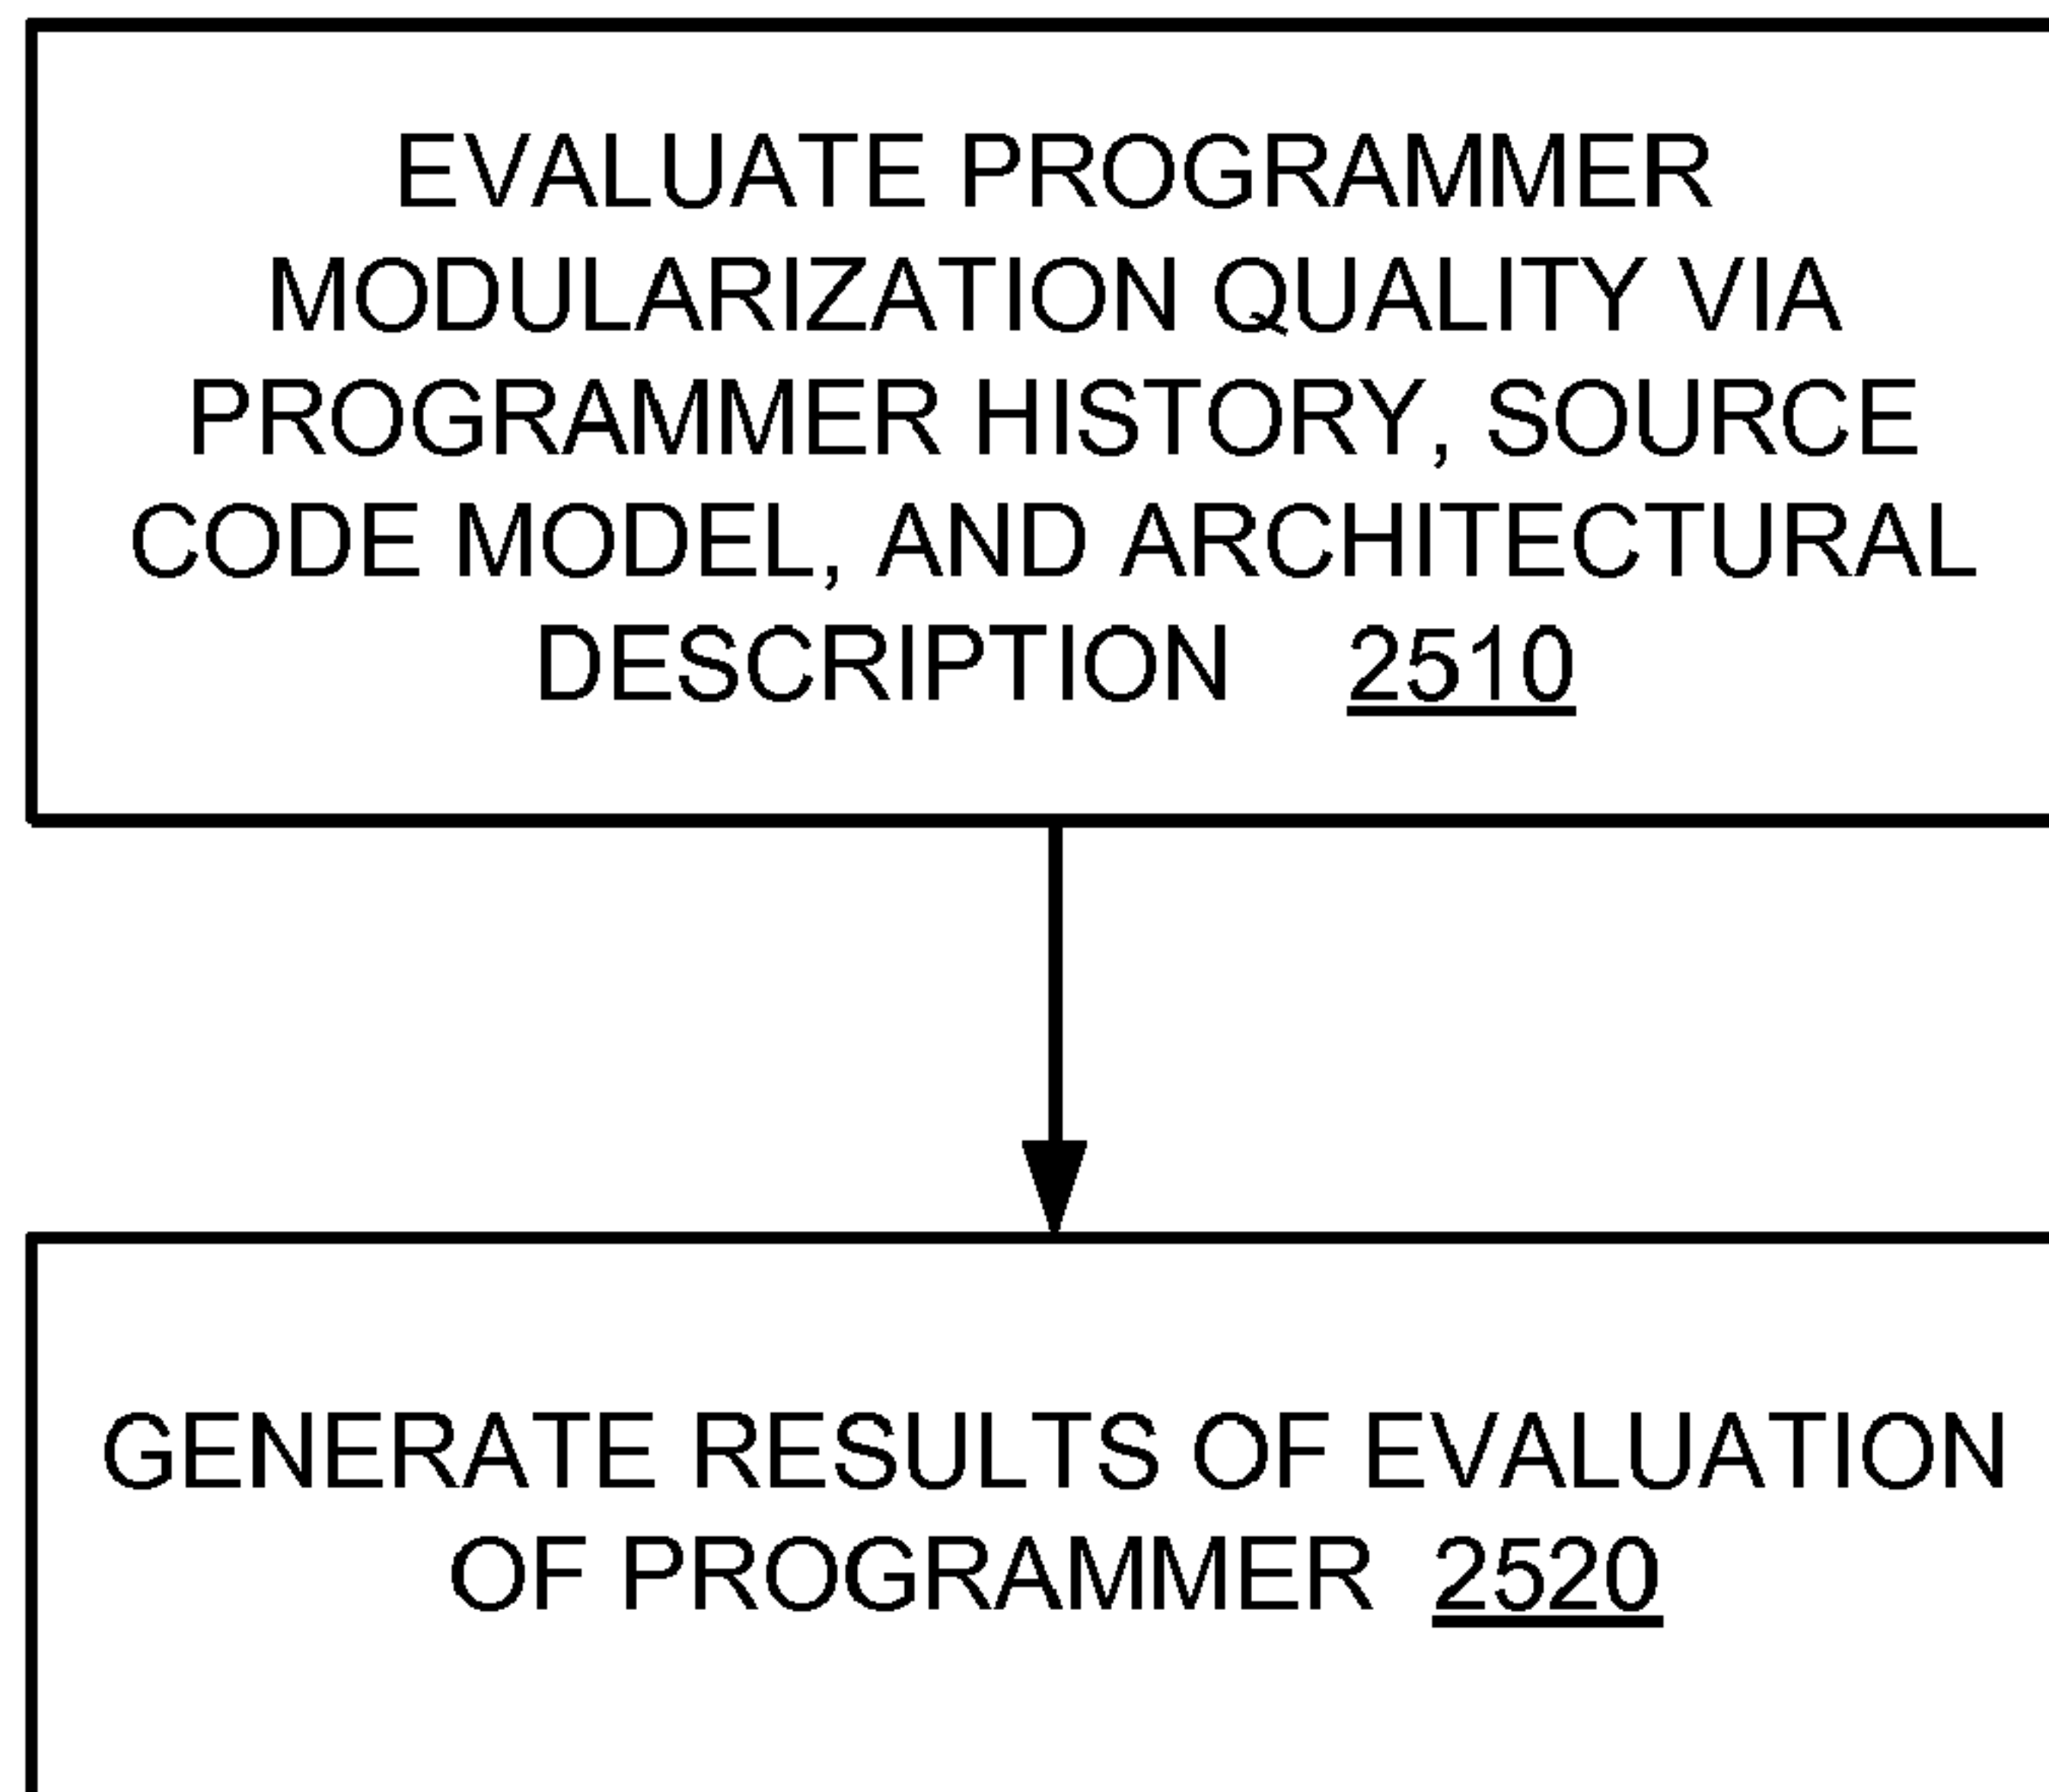 EVALUATE PROGRAMMER
MODULARIZATION QUALITY VIA
PROGRAMMER HISTORY, SOURCE
CODE MODEL, AND ARCHITECTURAL
DESCRIPTION 2510
GENERATE RESULTS OF EVALUATION
OF PROGRAMMER 2520